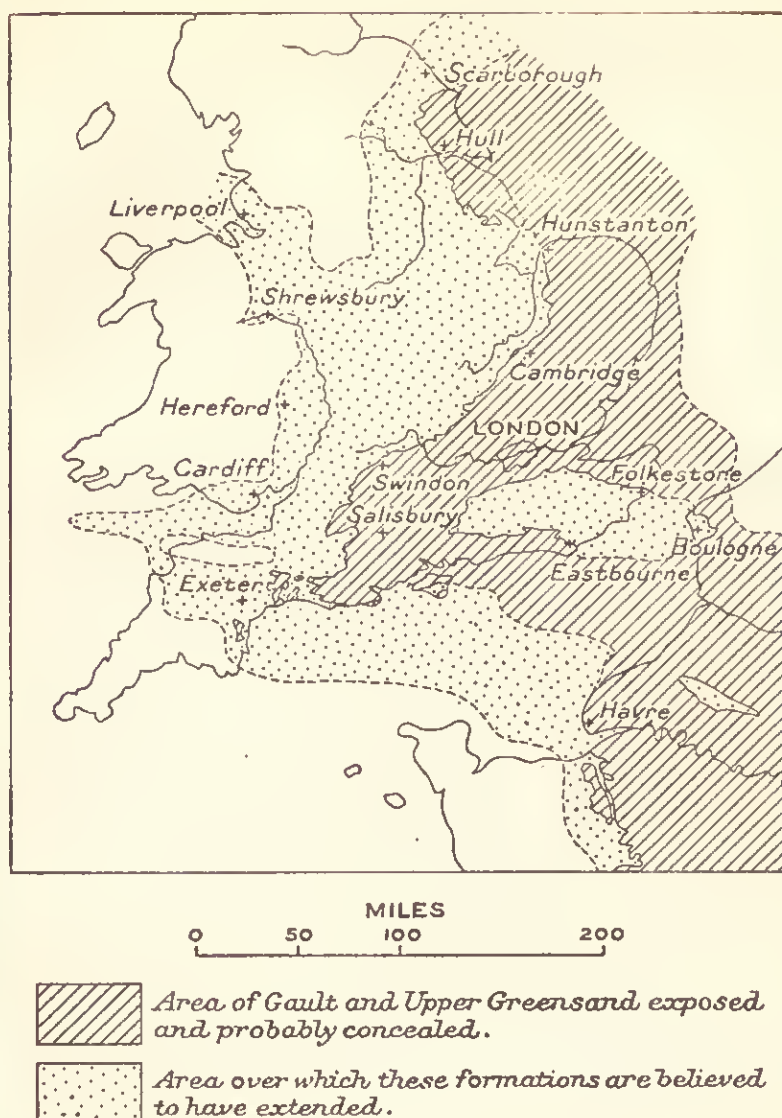 Scarborough
Hull
Liverpool
Hunstanton
Shrewsbury
Cambridge
Hereford
LONDON
Cardiff
Swindon
Folkestone
Salisbury
Boulogne
Eastbourne
Exeter
Havre
MILES
0 50 100 200
Area of Gault and Upper Greensand exposed
and probably concealed.
Area over which these formations are believed
to have extended.